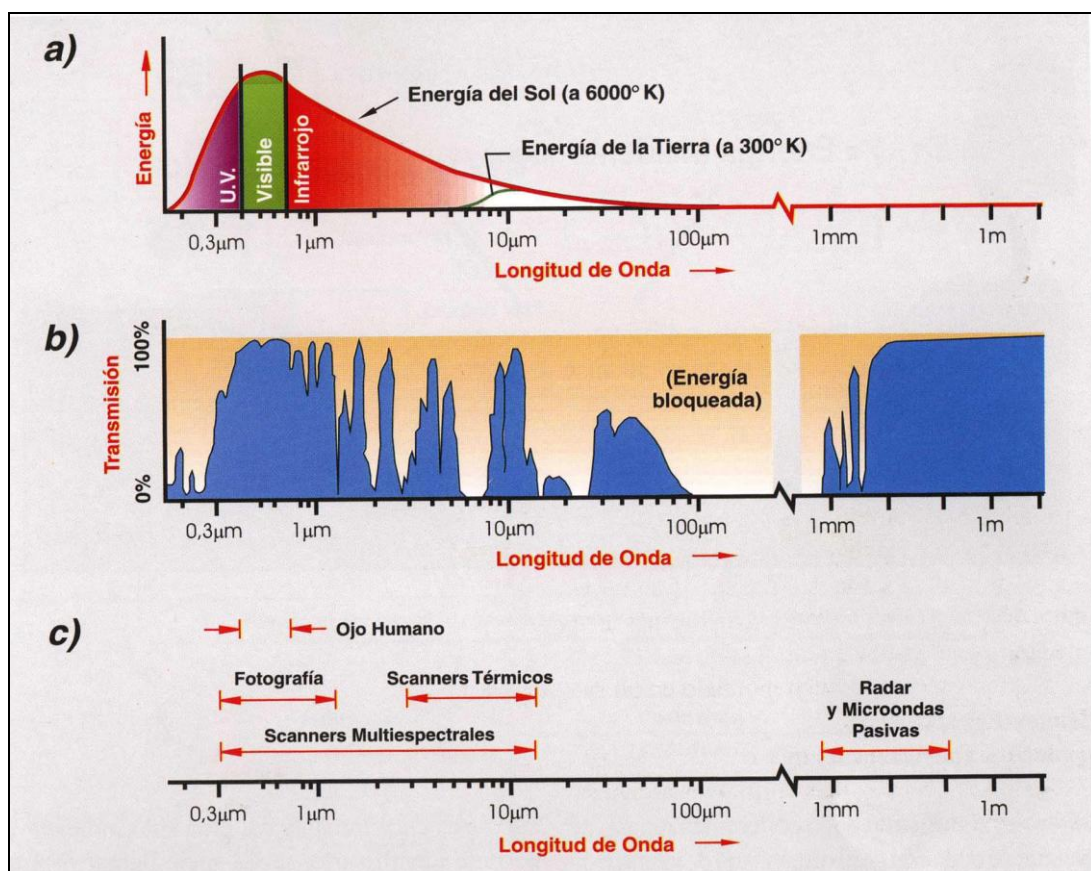 a)
Energía
U.V.
Visible
Infrarrojo
Energía del Sol (a 6000° K)
Energía de la Tierra (a 300° K)
0,3µm
1µm
10µm
100µm
1mm
1m
Longitud de Onda
b)
Transmisión
100%
0%
(Energía
bloqueada)
0,3µm
1µm
10µm
100µm
1mm
1m
Longitud de Onda
c)
Ojo Humano
Fotografía
Scanners Térmicos
Scanners Multiespectrales
Radar
y Microondas
Pasivas
0,3µm
1µm
10µm
100µm
1mm
1m
Longitud de Onda